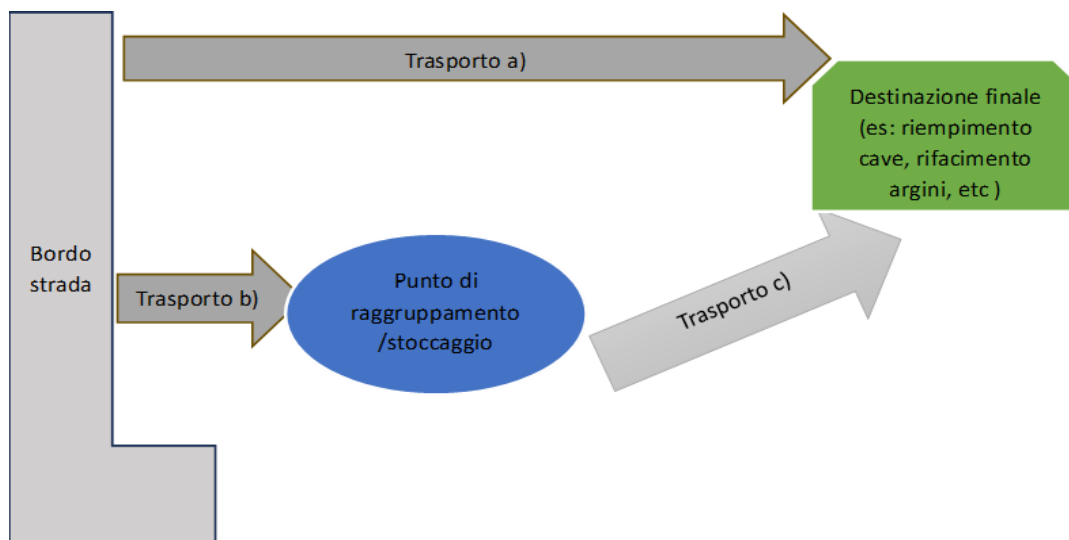 Trasporto a)
Destinazione finale
(es: riempimento
cave, rifacimento
argini, etc )
Bordo
strada
Trasporto b)
Punto di
raggruppamento
/stoccaggio
Trasporto c)